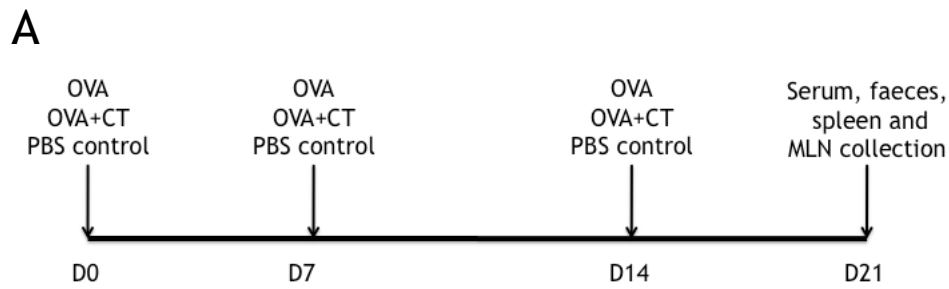 A
OVA
OVA+CT
PBS control
OVA
OVA+CT
PBS control
OVA
OVA+CT
PBS control
Serum, faeces,
spleen and
MLN collection
D0
D7
D14
D21